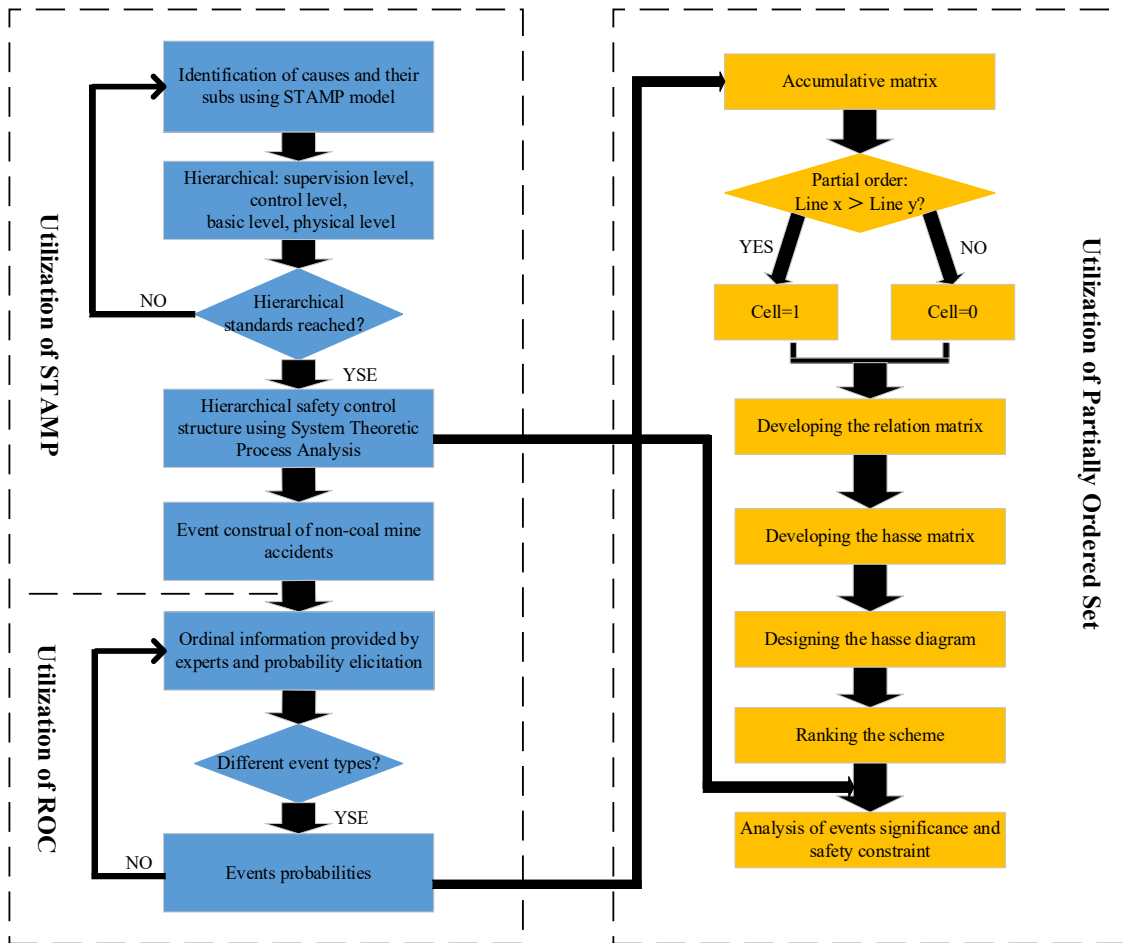 Utilization of STAMP
Identification of causes and their
subs using STAMP model
Hierarchical: supervision level,
control level,
basic level, physical level
NO
Hierarchical
standards reached?
YSE
Hierarchical safety control
structure using System Theoretic
Process Analysis
Event construal of non-coal mine
accidents
Utilization of ROC
Ordinal information provided by
experts and probability elicitation
Different event types?
YSE
NO
Events probabilities
Utilization of Partially Ordered Set
Accumulative matrix
Partial order:
Line x > Line y?
YES
NO
Cell=1
Cell=0
Developing the relation matrix
Developing the hasse matrix
Designing the hasse diagram
Ranking the scheme
Analysis of events significance and
safety constraint